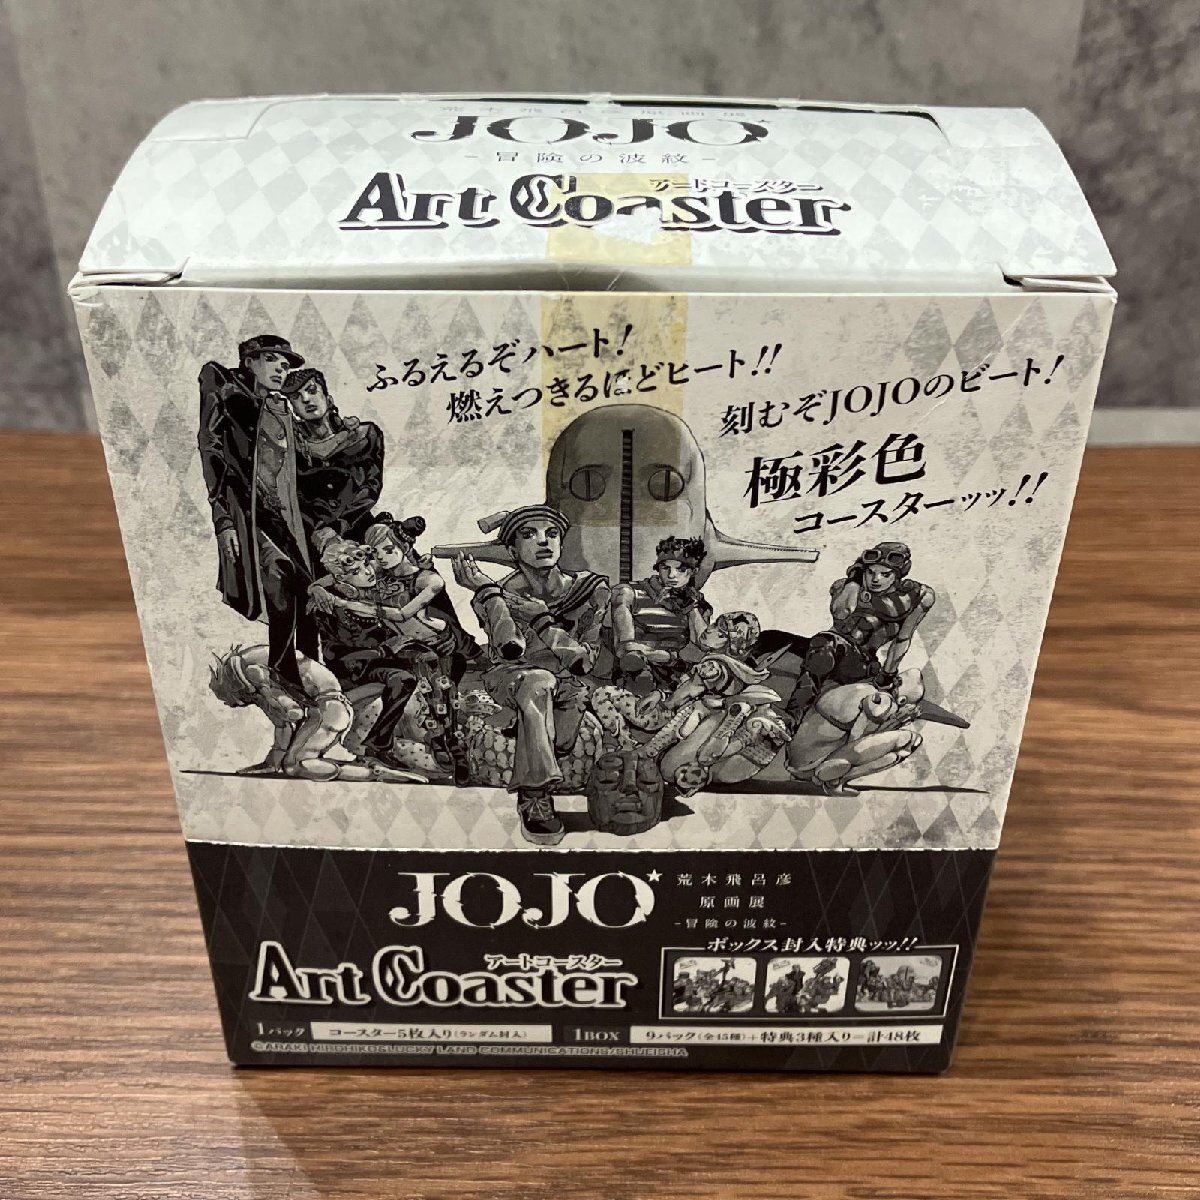 荒木飛呂彦原画展
JOJO
-冒険の波紋-
アートコースター
Art Coaster
ふるえるぞハート!
燃えつきるほどヒート!!
刻むぞJOJOのビート!
極彩色
コースターッッ!!
JOJO
荒木飛呂彦
原画展
-冒険の波紋-
アートコースター
Art Coaster
ボックス封入特典ッッ!!
1パック コースター5枚入り(ランダム封入) 1BOX 9パック(全45種)+特典3種入り=計48枚
©ARAKI HIROHIKO&LUCKY LAND COMMUNICATIONS/SHUEISHA